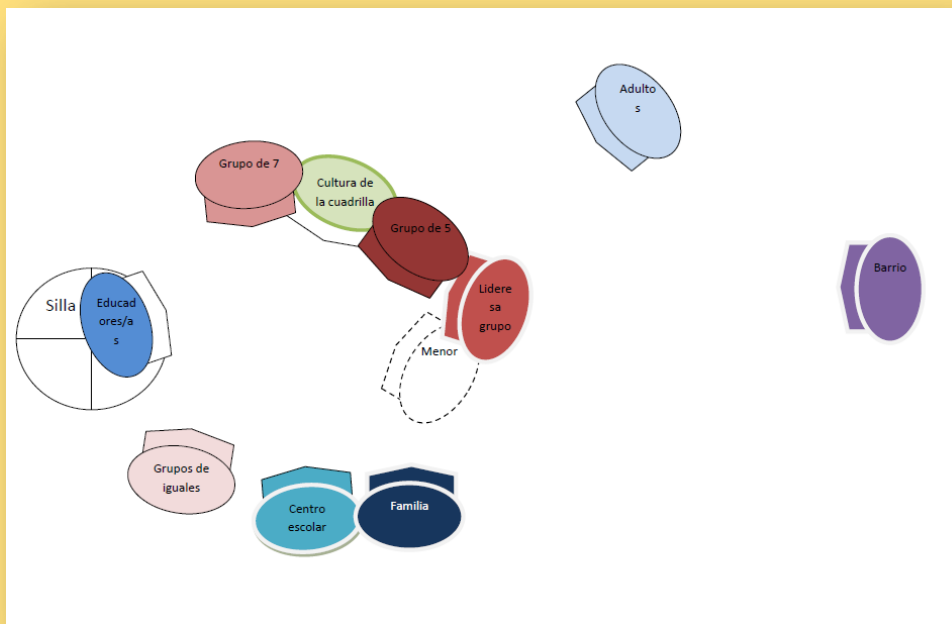 Adulto
s
Grupo de 7
Cultura de
la cuadrilla
Grupo de 5
Barrio
Silla
Educad
ores/a
s
Lidere
sa
grupo
Menor
Grupos de
iguales
Centro
escolar
Familia